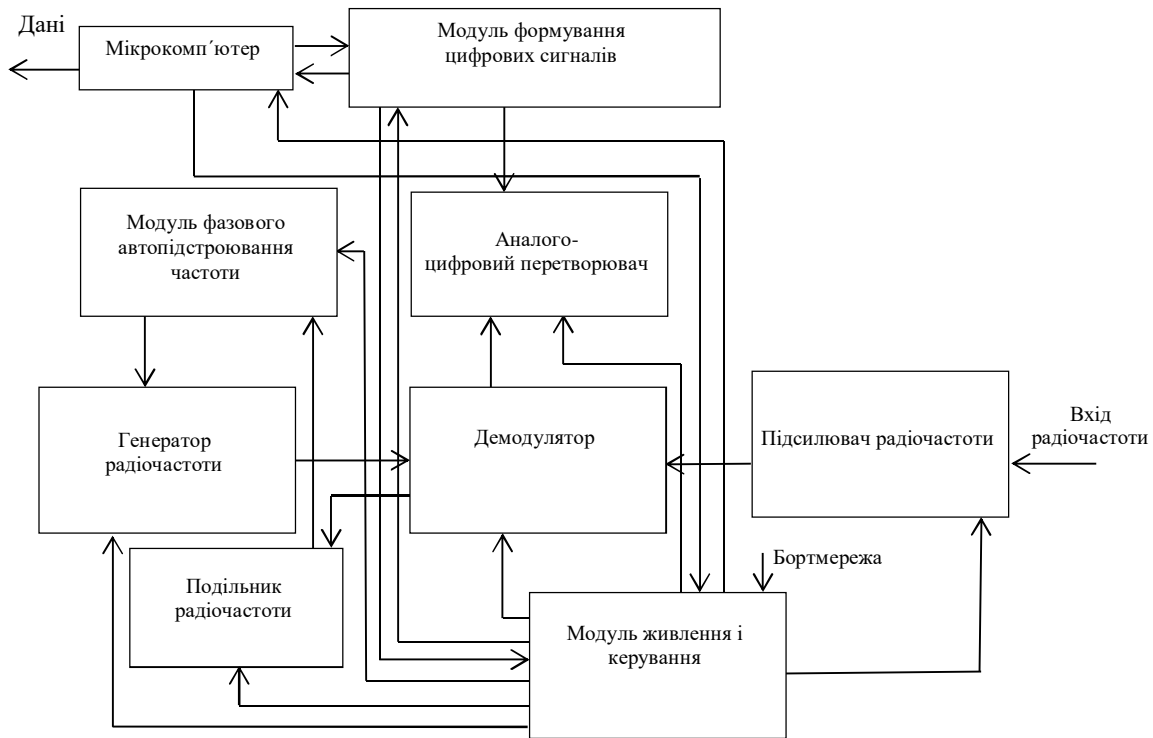 Дані
Мікрокомп´ютер
Модуль формування
цифрових сигналів
Модуль фазового
автопідстроювання
частоти
Аналого-
цифровий перетворювач
Генератор
радіочастоти
Демодулятор
Підсилювач радіочастоти
Вхід
радіочастоти
Подільник
радіочастоти
Бортмережа
Модуль живлення і
керування